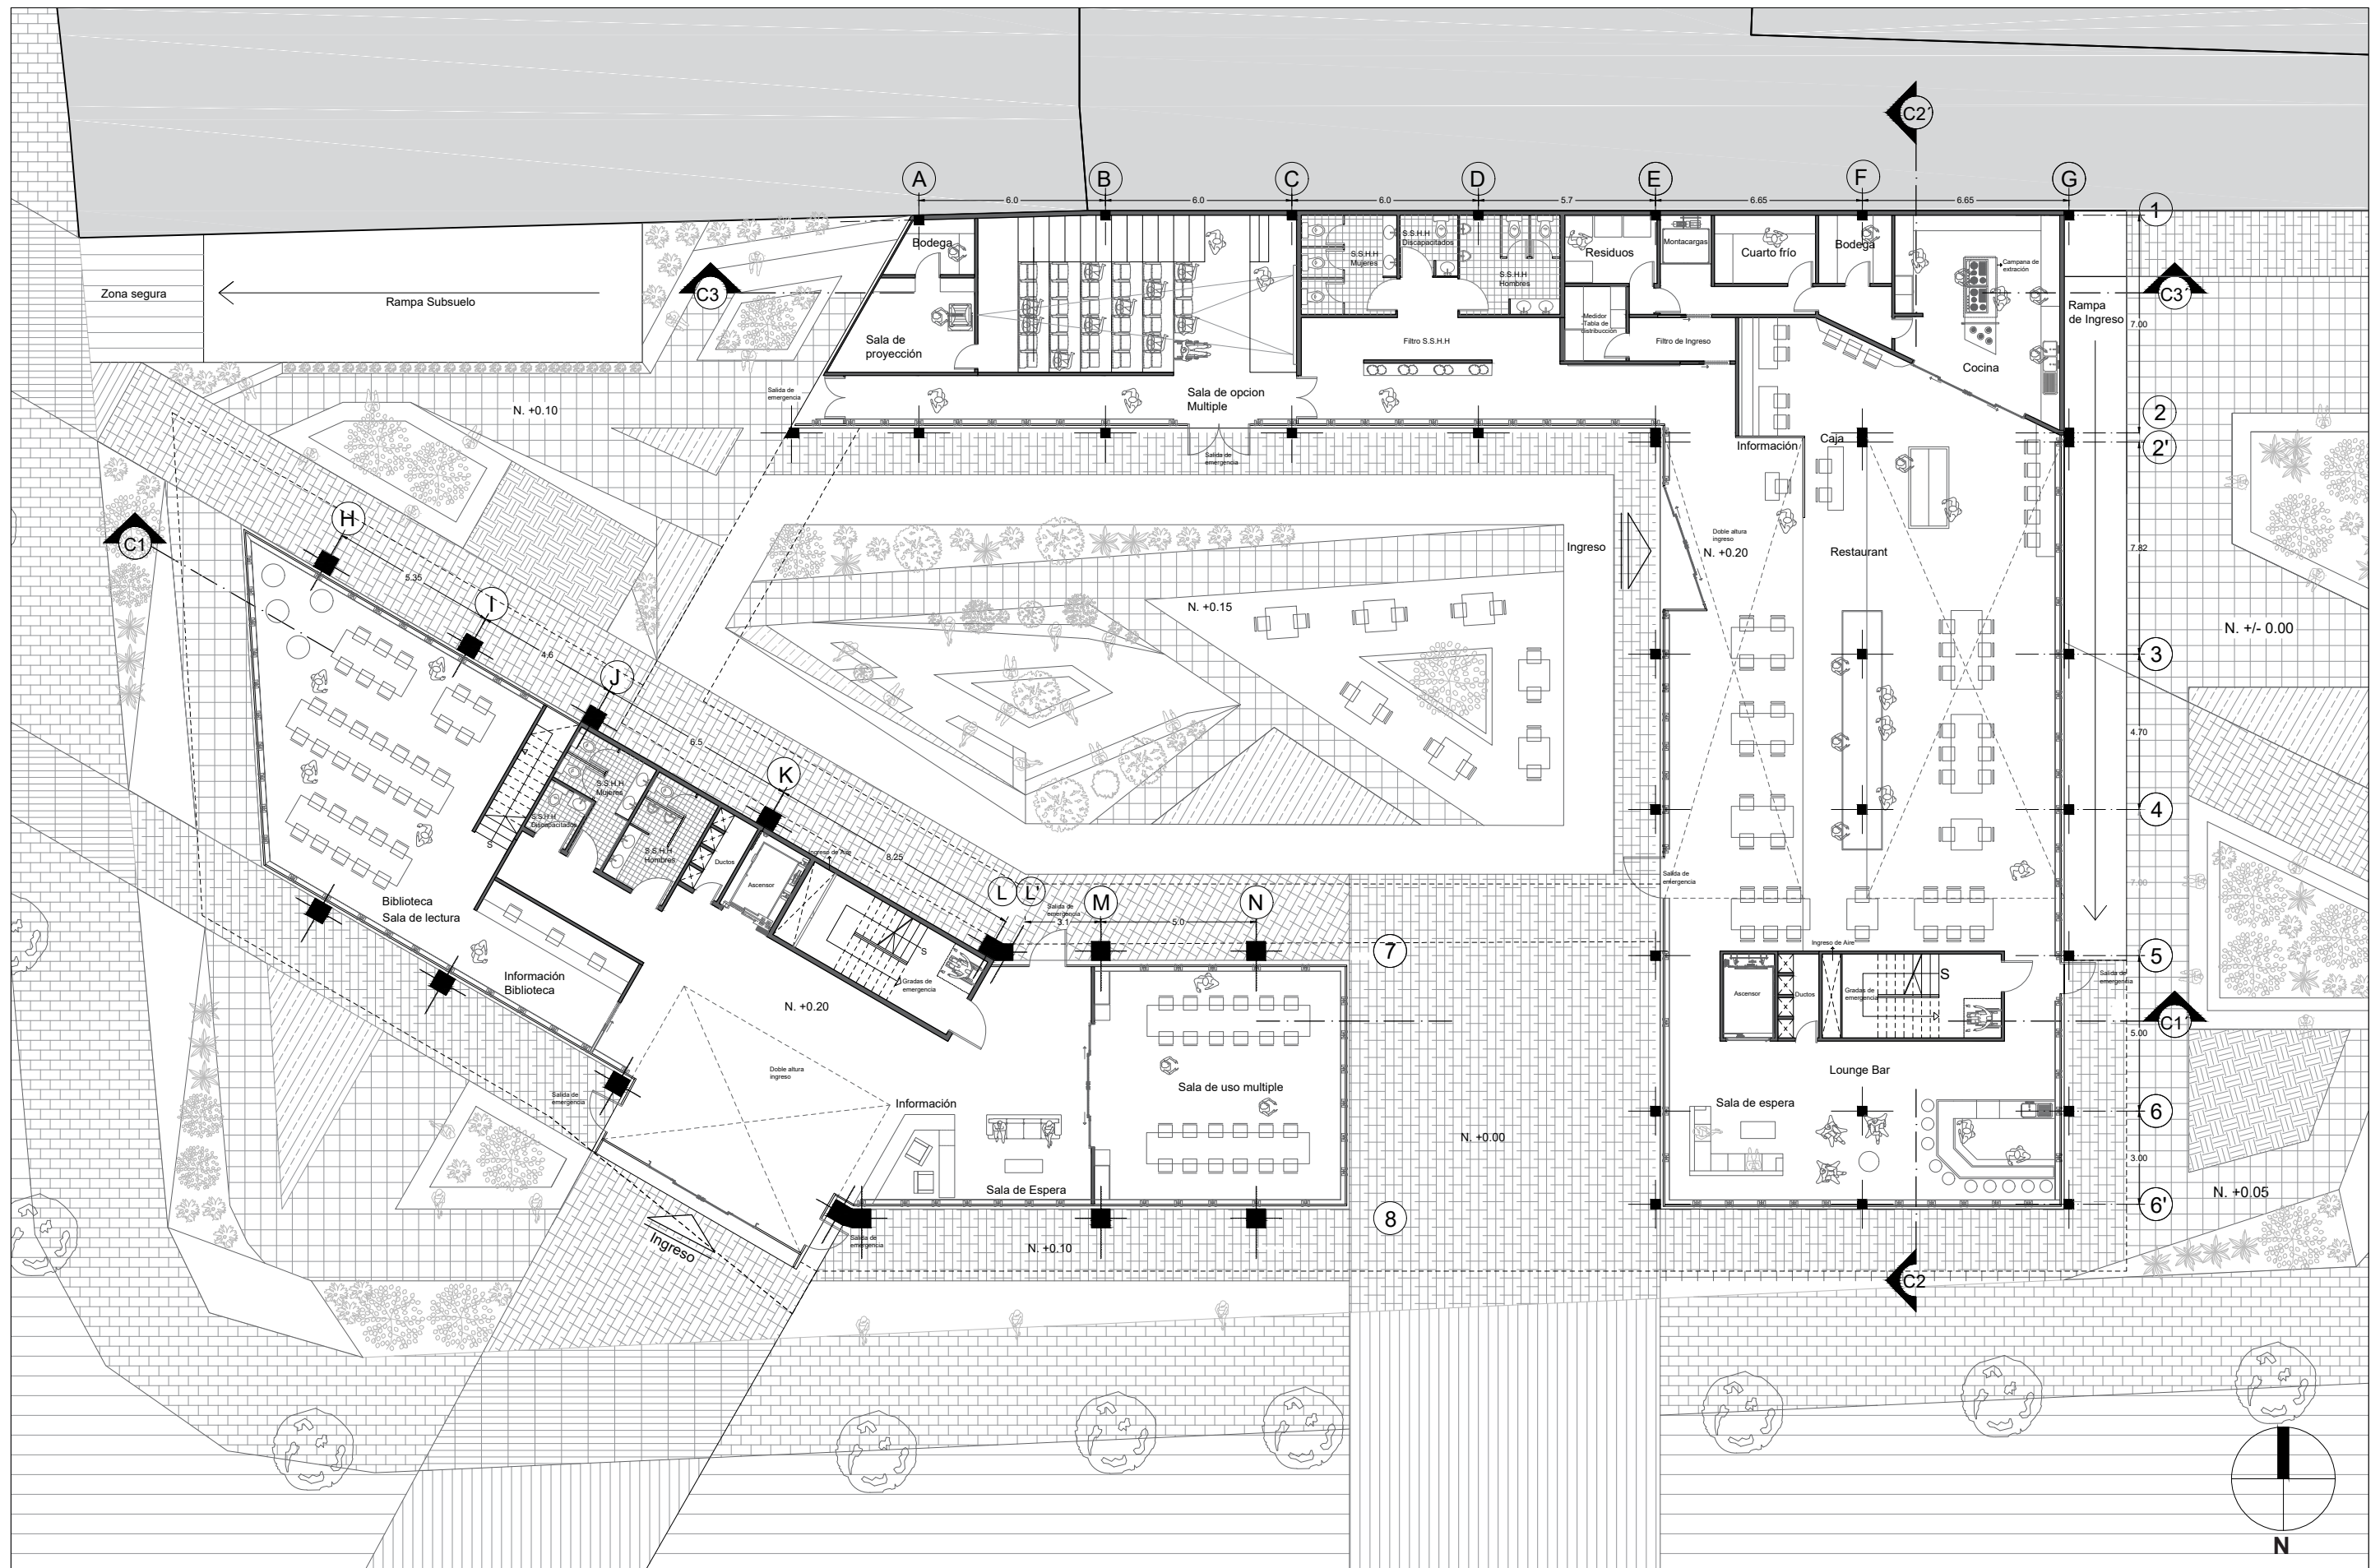 C2´
A
B
C
D
E
F
G
6.0
6.0
6.0
5.7
6.65
6.65
1
Bodega
S.S.H.H
Mujeres
S.S.H.H
Discapacitados
S.S.H.H
Hombres
Residuos
Montacargas
Cuarto frío
Bodega
Campana de
extración
Zona segura
Rampa Subsuelo
C3
C3´
Rampa
de Ingreso
7.00
Sala de
proyección
Medidor
-Tabla de
distribucción
Filtro S.S.H.H
Filtro de Ingreso
Cocina
Salida de
emergencia
Sala de opcion
Multiple
N. +0.10
2
Información
Caja
2'
Salida de
emergencia
H
C1
Doble altura
ingreso
N. +0.20
Ingreso
Restaurant
7.82
5.35
I
N. +0.15
N. +/- 0.00
4.6
3
J
6.5
4.70
K
S.S.H.H
Mujeres
S.S.H.H
Discapacitados
S
S.S.H.H
Hombres
Ductos
Ingreso de Aire
8.25
4
Ascensor
Salida de
emergencia
7.00
Biblioteca
Sala de lectura
L
L'
M
N
Salida de
emergencia
3.1
5.0
7
Ingreso de Aire
5
S
Información
Biblioteca
Gradas de
emergencia
Ascensor
Ductos
Gradas de
emergencia
S
Salida de
emergencia
N. +0.20
C1´
5.00
Doble altura
ingreso
Sala de uso multiple
Lounge Bar
Salida de
emergencia
Información
Sala de espera
6
N. +0.00
3.00
Sala de Espera
N. +0.05
6'
8
Ingreso
Salida de
emergencia
N. +0.10
C2
N